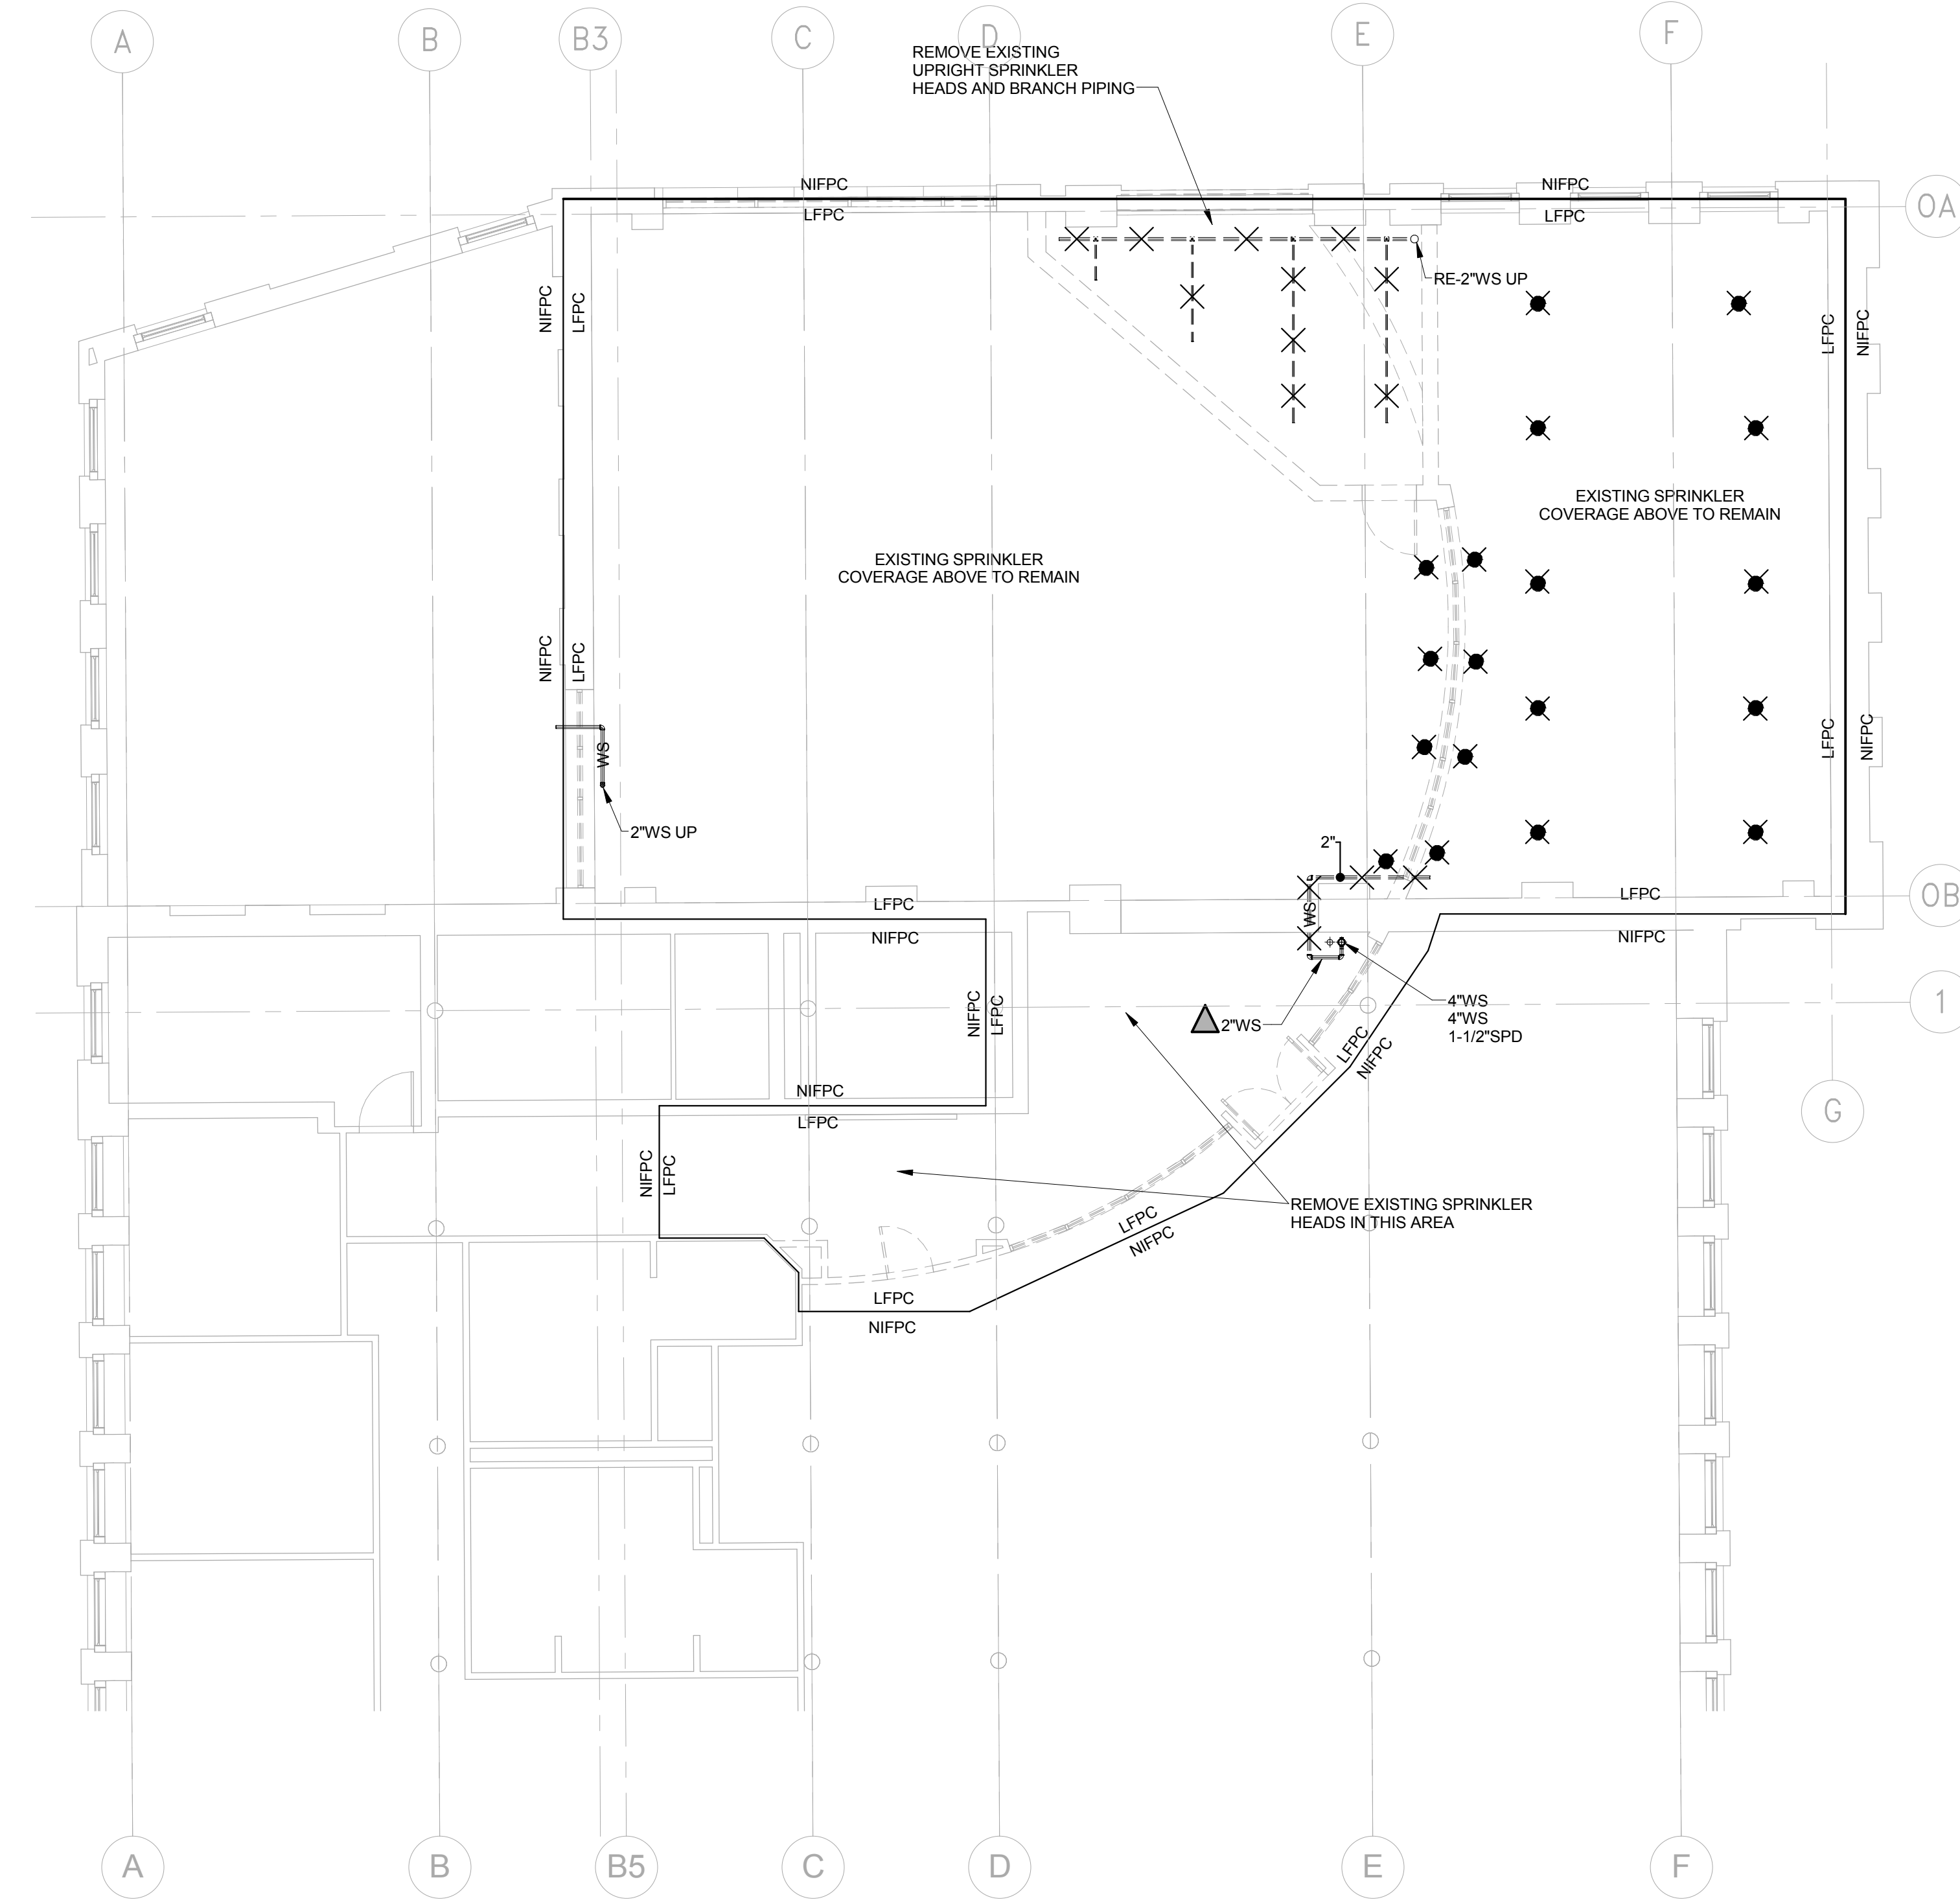 A
B
B3
C
D
E
F
REMOVE EXISTING
UPRIGHT SPRINKLER
HEADS AND BRANCH PIPING
NIFPC
NIFPC
LFPC
LFPC
0A
RE-2"WS UP
NIFPC
LFPC
LFPC
NIFPC
EXISTING SPRINKLER
COVERAGE ABOVE TO REMAIN
EXISTING SPRINKLER
COVERAGE ABOVE TO REMAIN
NIFPC
LFPC
LFPC
NIFPC
WS
2"WS UP
2"
LFPC
LFPC
0B
WS
NIFPC
NIFPC
NIFPC
LFPC
2"WS
4"WS
4"WS
1-1/2"SPD
1
LFPC
NIFPC
NIFPC
LFPC
G
NIFPC
LFPC
REMOVE EXISTING SPRINKLER
HEADS IN THIS AREA
LFPC
NIFPC
LFPC
NIFPC
A
B
B5
C
D
E
F